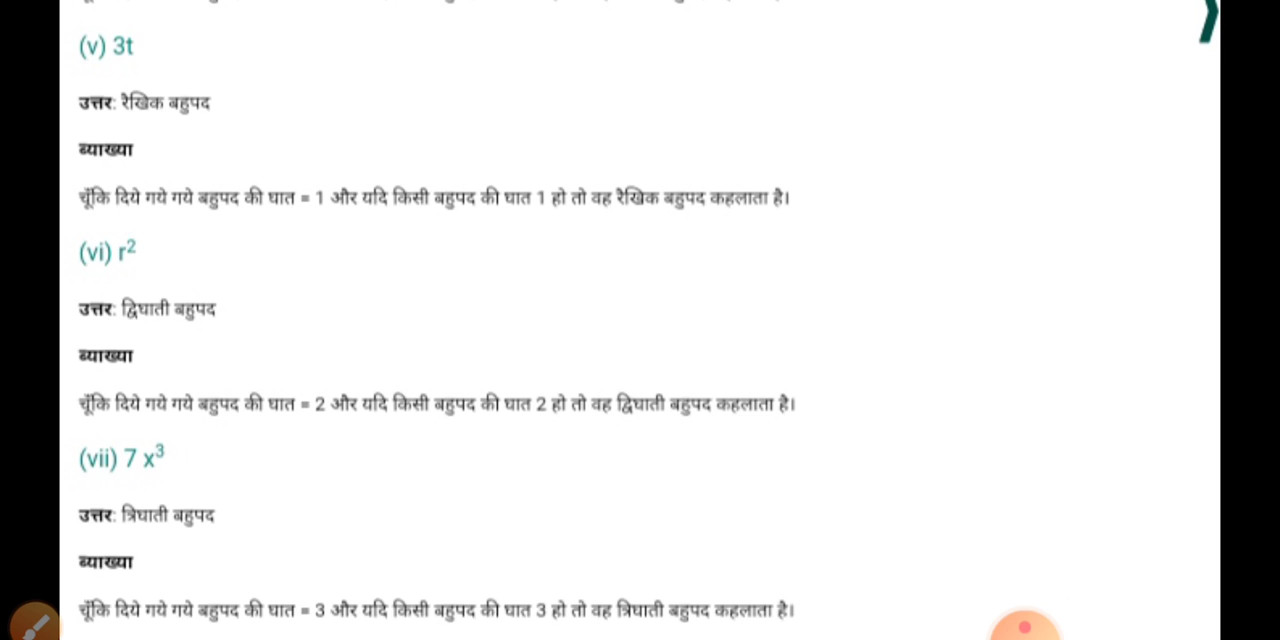 (v) 3t
उत्तर: रैखिक बहुपद
ब्याख्या
चूँकि दिये गये गये बहुपद की घात = 1 और यदि किसी बहुपद की घात 1 हो तो वह रैखिक बहुपद कहलाता है।
(vi) r²
उत्तर: द्विघाती बहुपद
ब्याख्या
चूँकि दिये गये गये बहुपद की घात = 2 और यदि किसी बहुपद की घात 2 हो तो वह द्विघाती बहुपद कहलाता है।
(vii) 7 x³
उत्तर: त्रिघाती बहुपद
ब्याख्या
चूँकि दिये गये गये बहुपद की घात = 3 और यदि किसी बहुपद की घात 3 हो तो वह त्रिघाती बहुपद कहलाता है।